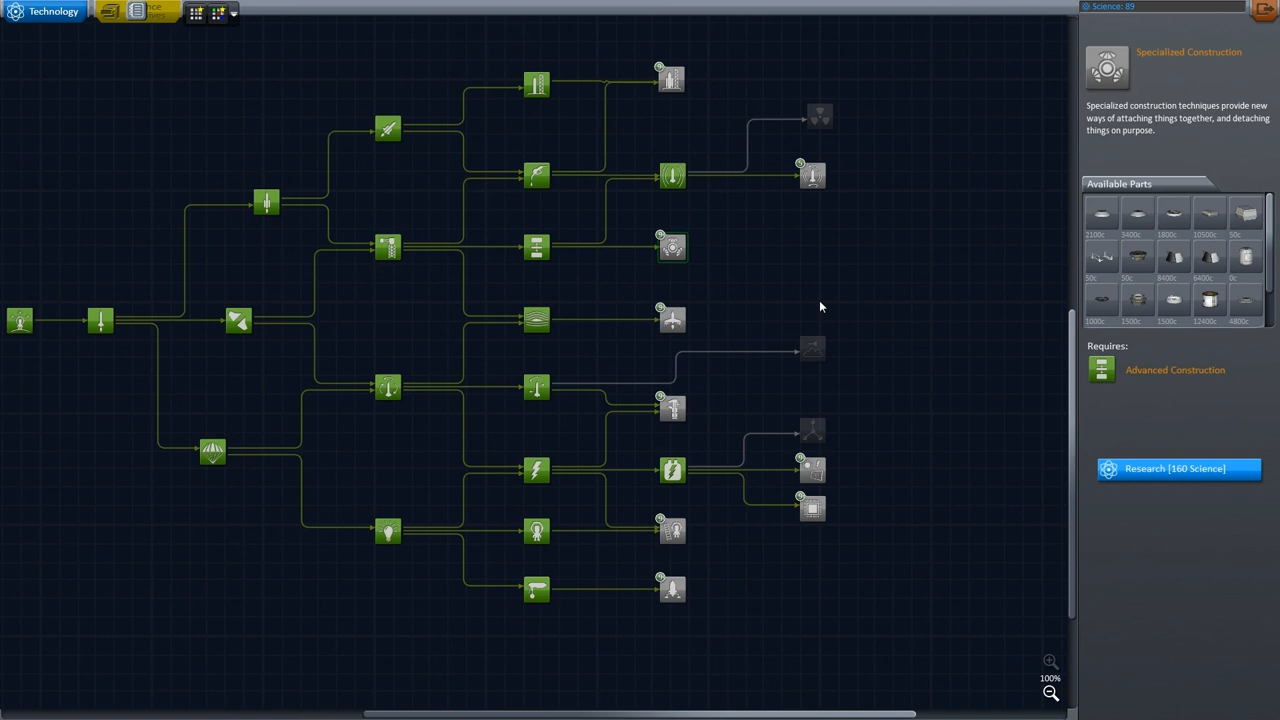 Technology
Science: 89
Specialized Construction
Specialized construction techniques provide new
ways of attaching things together, and detaching
things on purpose.
Available Parts
2100c 3400c 1800c 10500c 50c
50c 50c 8400c 6400c 0c
1000c 1500c 1500c 12400c 4800c
Requires:
Advanced Construction
Research [160 Science]
100%